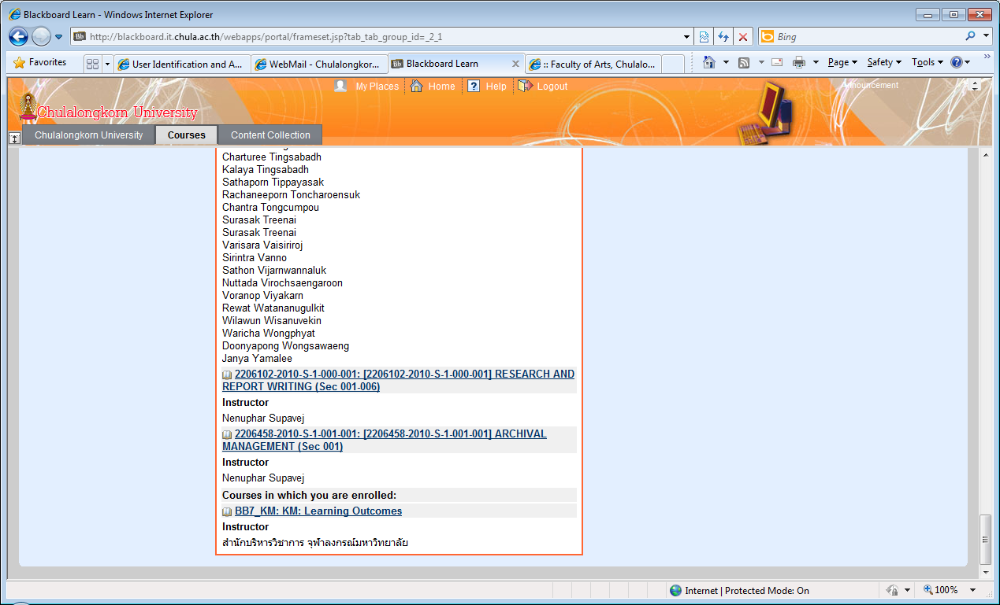 Blackboard Learn - Windows Internet Explorer
http://blackboard.it.chula.ac.th/webapps/portal/frameset.jsp?tab_tab_group_id=_2_1
Bing
Favorites
User Identification and A...
WebMail - Chulalongkor...
Blackboard Learn
:: Faculty of Arts, Chulalo...
Page
Safety
Tools
My Places
Home
Help
Logout
Announcement
Chulalongkorn University
Chulalongkorn University
Courses
Content Collection
Charturee Tingsabadh
Kalaya Tingsabadh
Sathaporn Tippayasak
Rachaneeporn Toncharoensuk
Chantra Tongcumpou
Surasak Treenai
Surasak Treenai
Varisara Vaisiriroj
Sirintra Vanno
Sathon Vijarnwannaluk
Nuttada Virochsaengaroon
Voranop Viyakarn
Rewat Watananugulkit
Wilawun Wisanuvekin
Waricha Wongphyat
Doonyapong Wongsawaeng
Janya Yamalee
2206102-2010-S-1-000-001: [2206102-2010-S-1-000-001] RESEARCH AND
REPORT WRITING (Sec 001-006)
Instructor
Nenuphar Supavej
2206458-2010-S-1-001-001: [2206458-2010-S-1-001-001] ARCHIVAL
MANAGEMENT (Sec 001)
Instructor
Nenuphar Supavej
Courses in which you are enrolled:
BB7_KM: KM: Learning Outcomes
Instructor
สำนักบริหารวิชาการ จุฬาลงกรณ์มหาวิทยาลัย
Internet | Protected Mode: On
100%